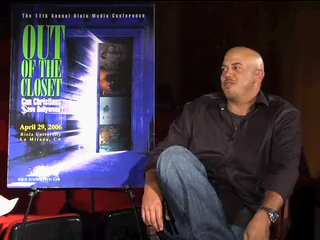 The 11th Annual Biola Media Conference
OUT
OF THE
CLOSET
Can Christians
Save Hollywood?
April 29, 2006
Biola University
La Mirada, CA